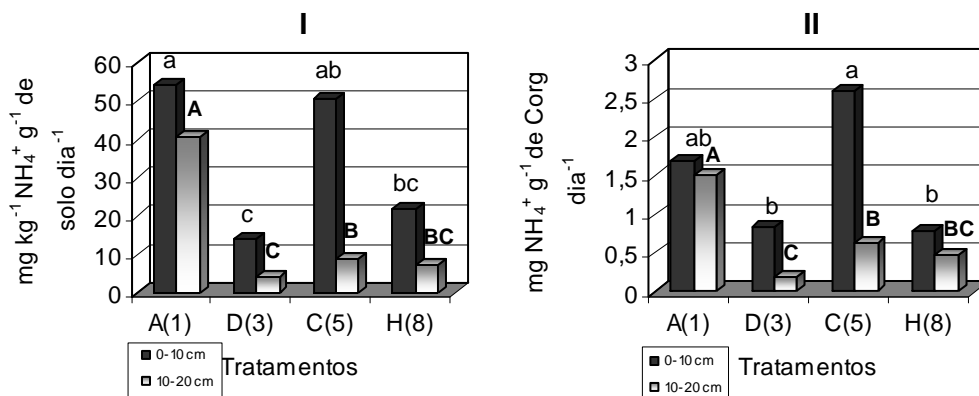 I
mg kg⁻¹ NH₄⁺ g⁻¹ de
solo dia⁻¹
60
50
40
30
20
10
0
a
A
c
C
ab
B
bc
BC
A(1) D(3) C(5) H(8)
Tratamentos
0-10 cm
10-20 cm
II
mg NH₄⁺ g⁻¹ de Corg
dia⁻¹
3
2,5
2
1,5
1
0,5
0
ab
A
b
C
a
B
b
BC
A(1) D(3) C(5) H(8)
Tratamentos
0-10 cm
10-20 cm